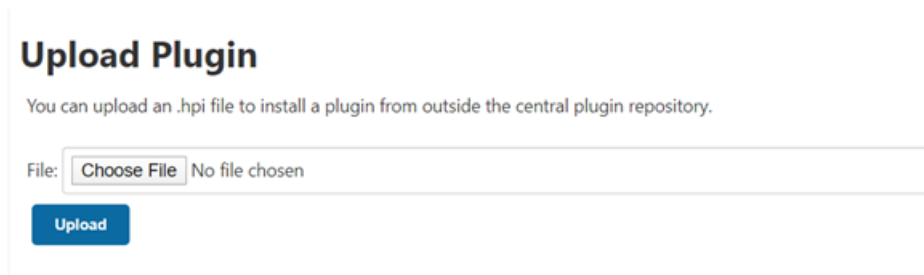 Upload Plugin
You can upload an .hpi file to install a plugin from outside the central plugin repository.
File: Choose File No file chosen
Upload